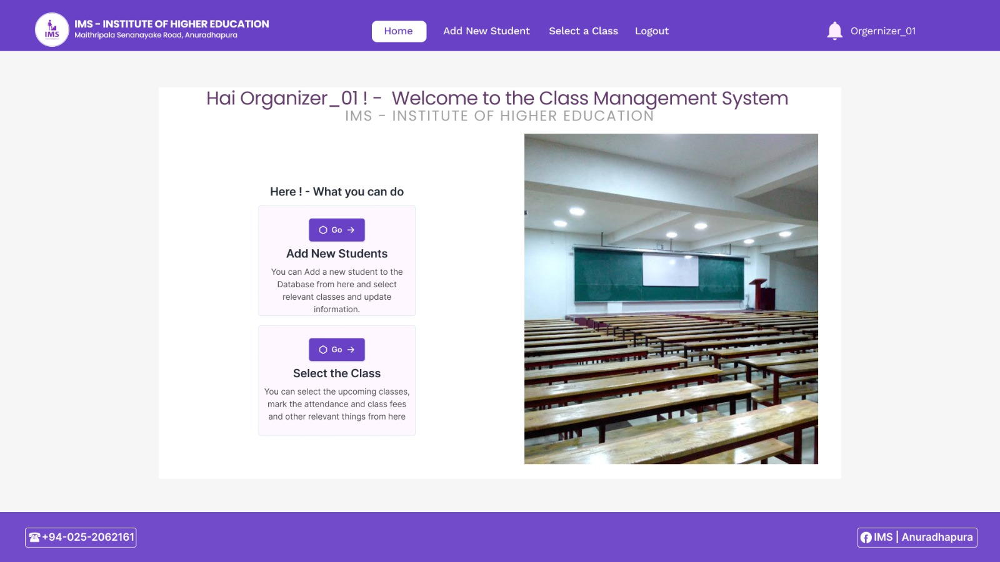 IMS
IMS - INSTITUTE OF HIGHER EDUCATION
Maithripala Senanayake Road, Anuradhapura
Home
Add New Student
Select a Class
Logout
Orgernizer_01
Hai Organizer_01 ! - Welcome to the Class Management System
IMS - INSTITUTE OF HIGHER EDUCATION
Here ! - What you can do
Go
Add New Students
You can Add a new student to the
Database from here and select
relevant classes and update
information.
Go
Select the Class
You can select the upcoming classes,
mark the attendance and class fees
and other relevant things from here
+94-025-2062161
IMS | Anuradhapura